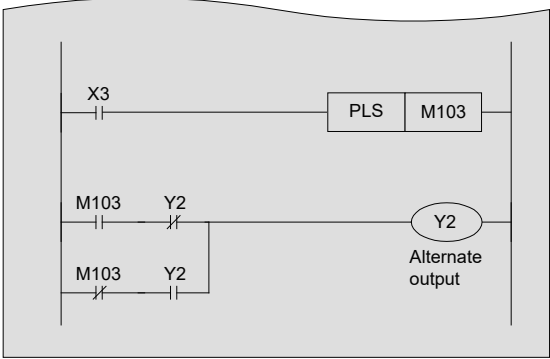 X3
PLS M103
M103 Y2
Y2
Alternate
output
M103 Y2